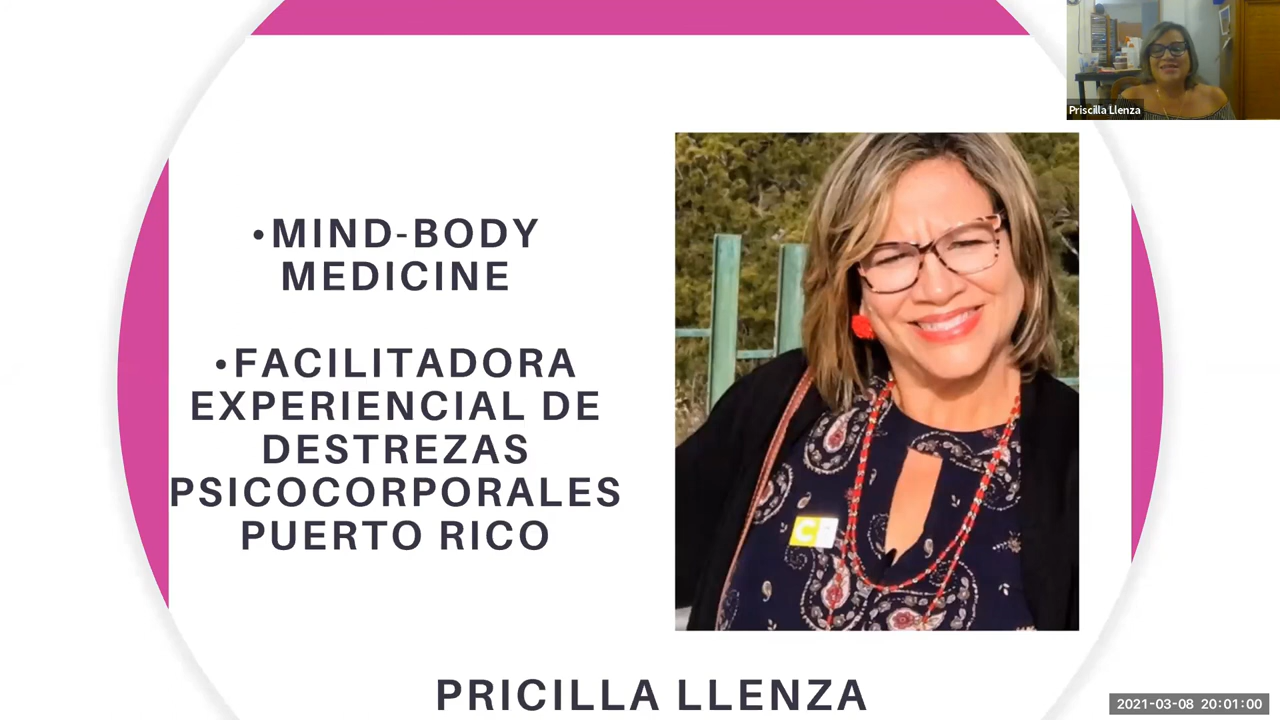 Priscilla Llenza
•MIND-BODY
MEDICINE
•FACILITADORA
EXPERIENCIAL DE
DESTREZAS
PSICOCORPORALES
PUERTO RICO
PRICILLA LLENZA
2021-03-08 20:01:00